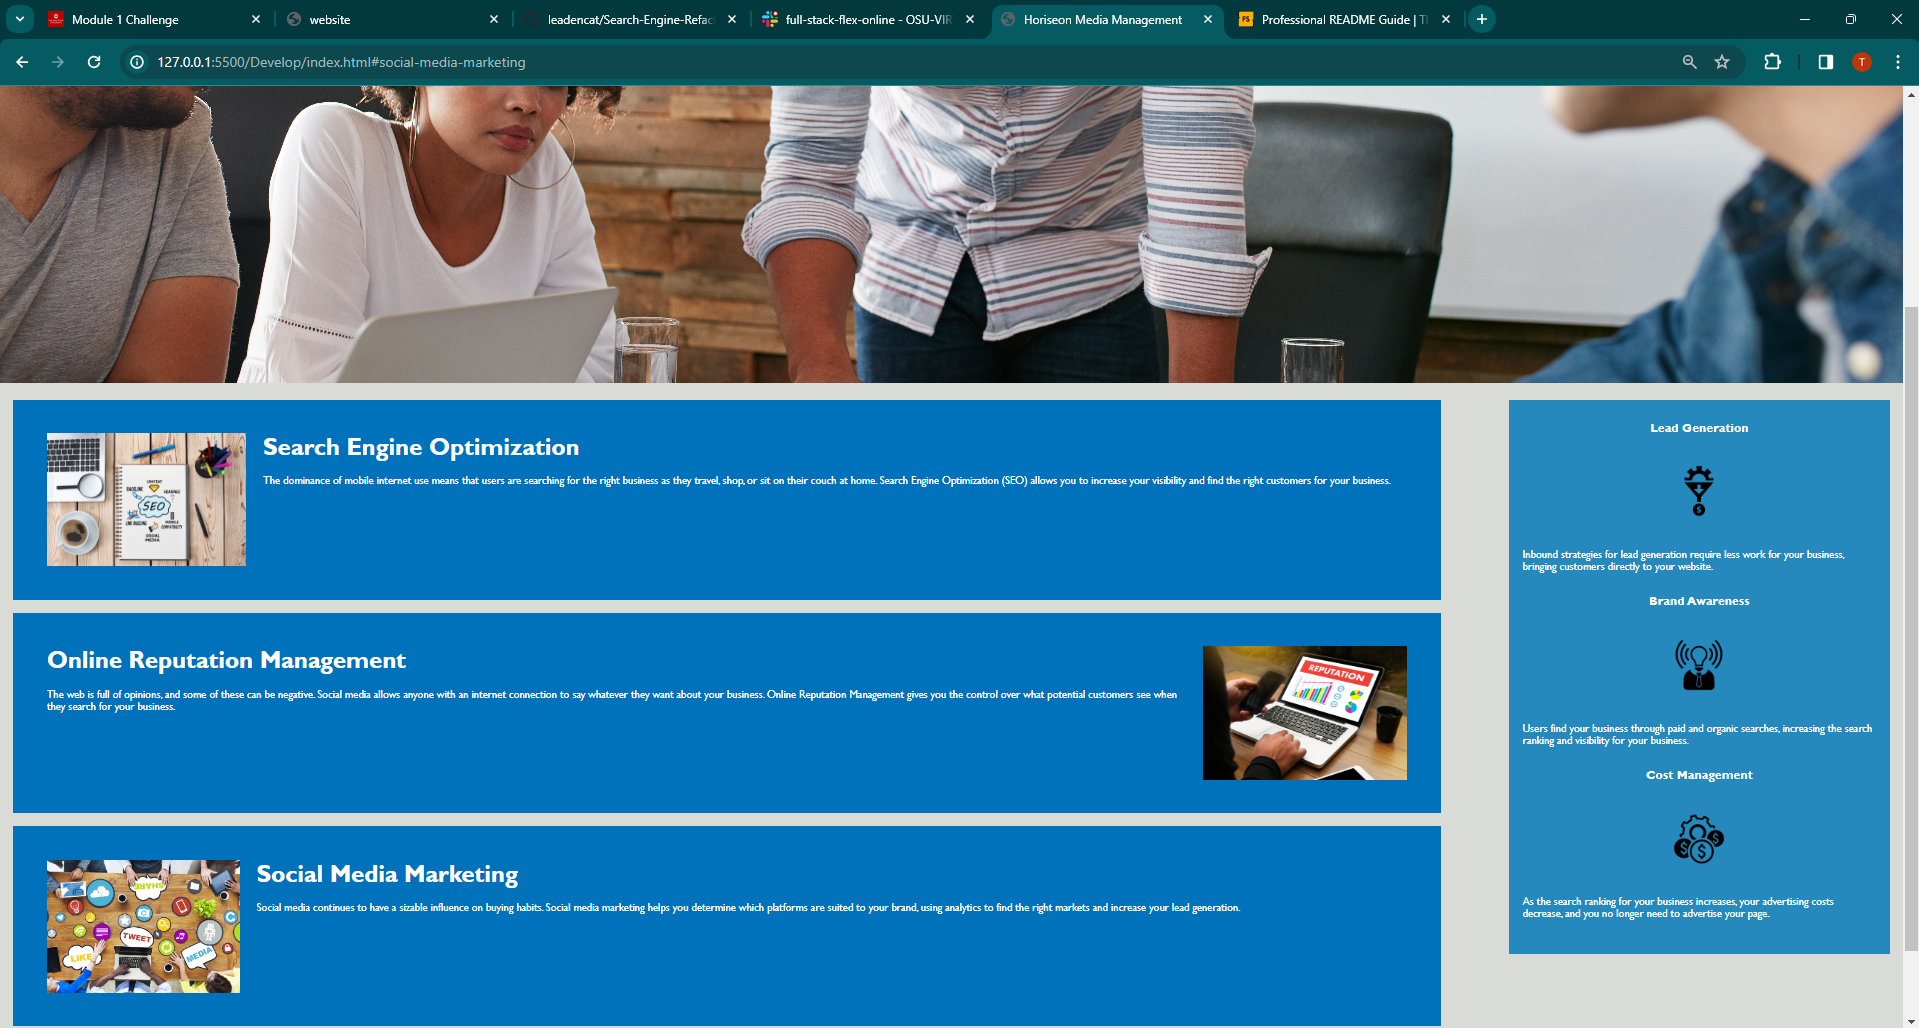 Module 1 Challenge
website
leadencat/Search-Engine-Refac
full-stack-flex-online - OSU-VIR
Horiseon Media Management
Professional README Guide | T
127.0.0.1:5500/Develop/index.html#social-media-marketing
T
Search Engine Optimization
The dominance of mobile internet use means that users are searching for the right business as they travel, shop, or sit on their couch at home. Search Engine Optimization (SEO) allows you to increase your visibility and find the right customers for your business.
SEO
CONTENT
SOCIAL
MEDIA
Online Reputation Management
The web is full of opinions, and some of these can be negative. Social media allows anyone with an internet connection to say whatever they want about your business. Online Reputation Management gives you the control over what potential customers see when
they search for your business.
REPUTATION
Social Media Marketing
Social media continues to have a sizable influence on buying habits. Social media marketing helps you determine which platforms are suited to your brand, using analytics to find the right markets and increase your lead generation.
SHARE
TWEET
LIKE
MEDIA
Lead Generation
Inbound strategies for lead generation require less work for your business,
bringing customers directly to your website.
Brand Awareness
Users find your business through paid and organic searches, increasing the search
ranking and visibility for your business.
Cost Management
As the search ranking for your business increases, your advertising costs
decrease, and you no longer need to advertise your page.